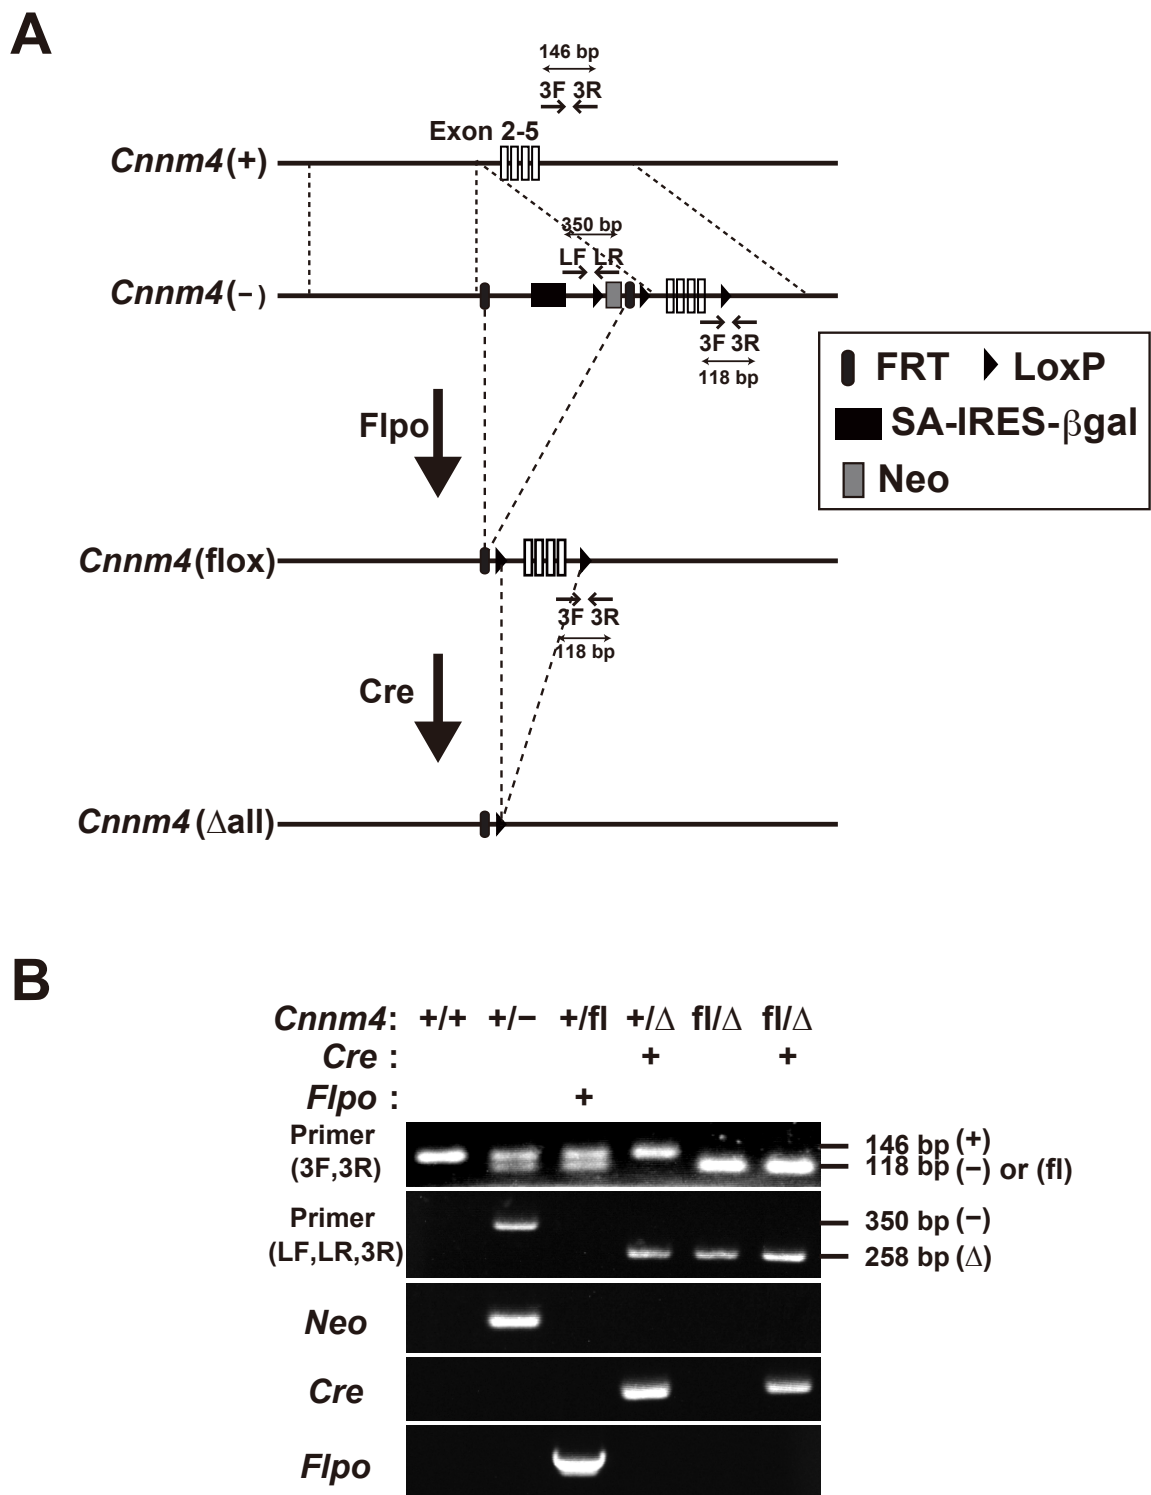 A
146 bp
3F 3R
Exon 2-5
Cnnm4(+)
350 bp
LF LR
Cnnm4(−)
3F 3R
118 bp
FRT LoxP
SA-IRES-βgal
Neo
Flpo
Cnnm4(flox)
3F 3R
118 bp
Cre
Cnnm4(Δall)
B
Cnnm4: +/+ +/− +/fl +/Δ fl/Δ fl/Δ
Cre : + +
Flpo : +
Primer
(3F,3R)
146 bp (+)
118 bp (−) or (fl)
Primer
(LF,LR,3R)
350 bp (−)
258 bp (Δ)
Neo
Cre
Flpo